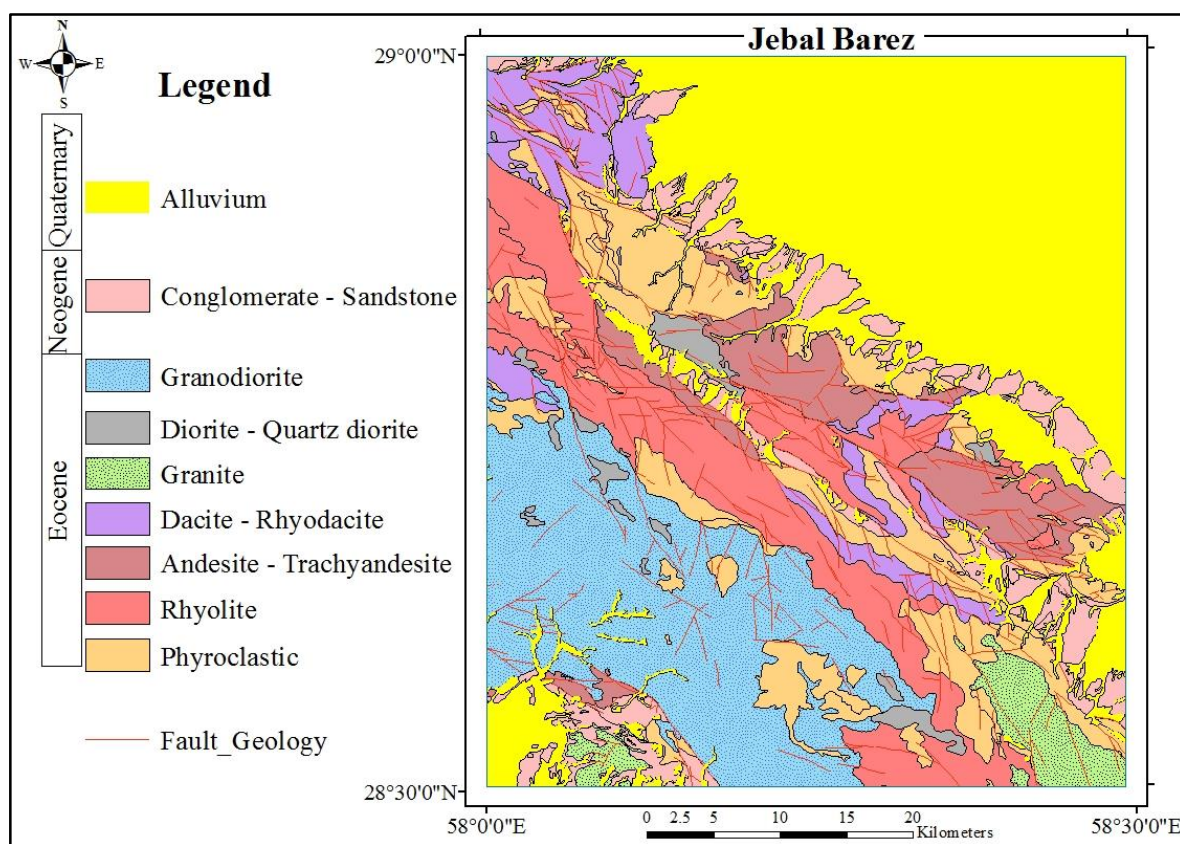 Jebal Barez
N
W E
S
Legend
Quaternary
Alluvium
Neogene
Conglomerate - Sandstone
Eocene
Granodiorite
Diorite - Quartz diorite
Granite
Dacite - Rhyodacite
Andesite - Trachyandesite
Rhyolite
Phyroclastic
Fault_Geology
29°0'0"N
28°30'0"N
58°0'0"E
58°30'0"E
0 2.5 5 10 15 20
Kilometers